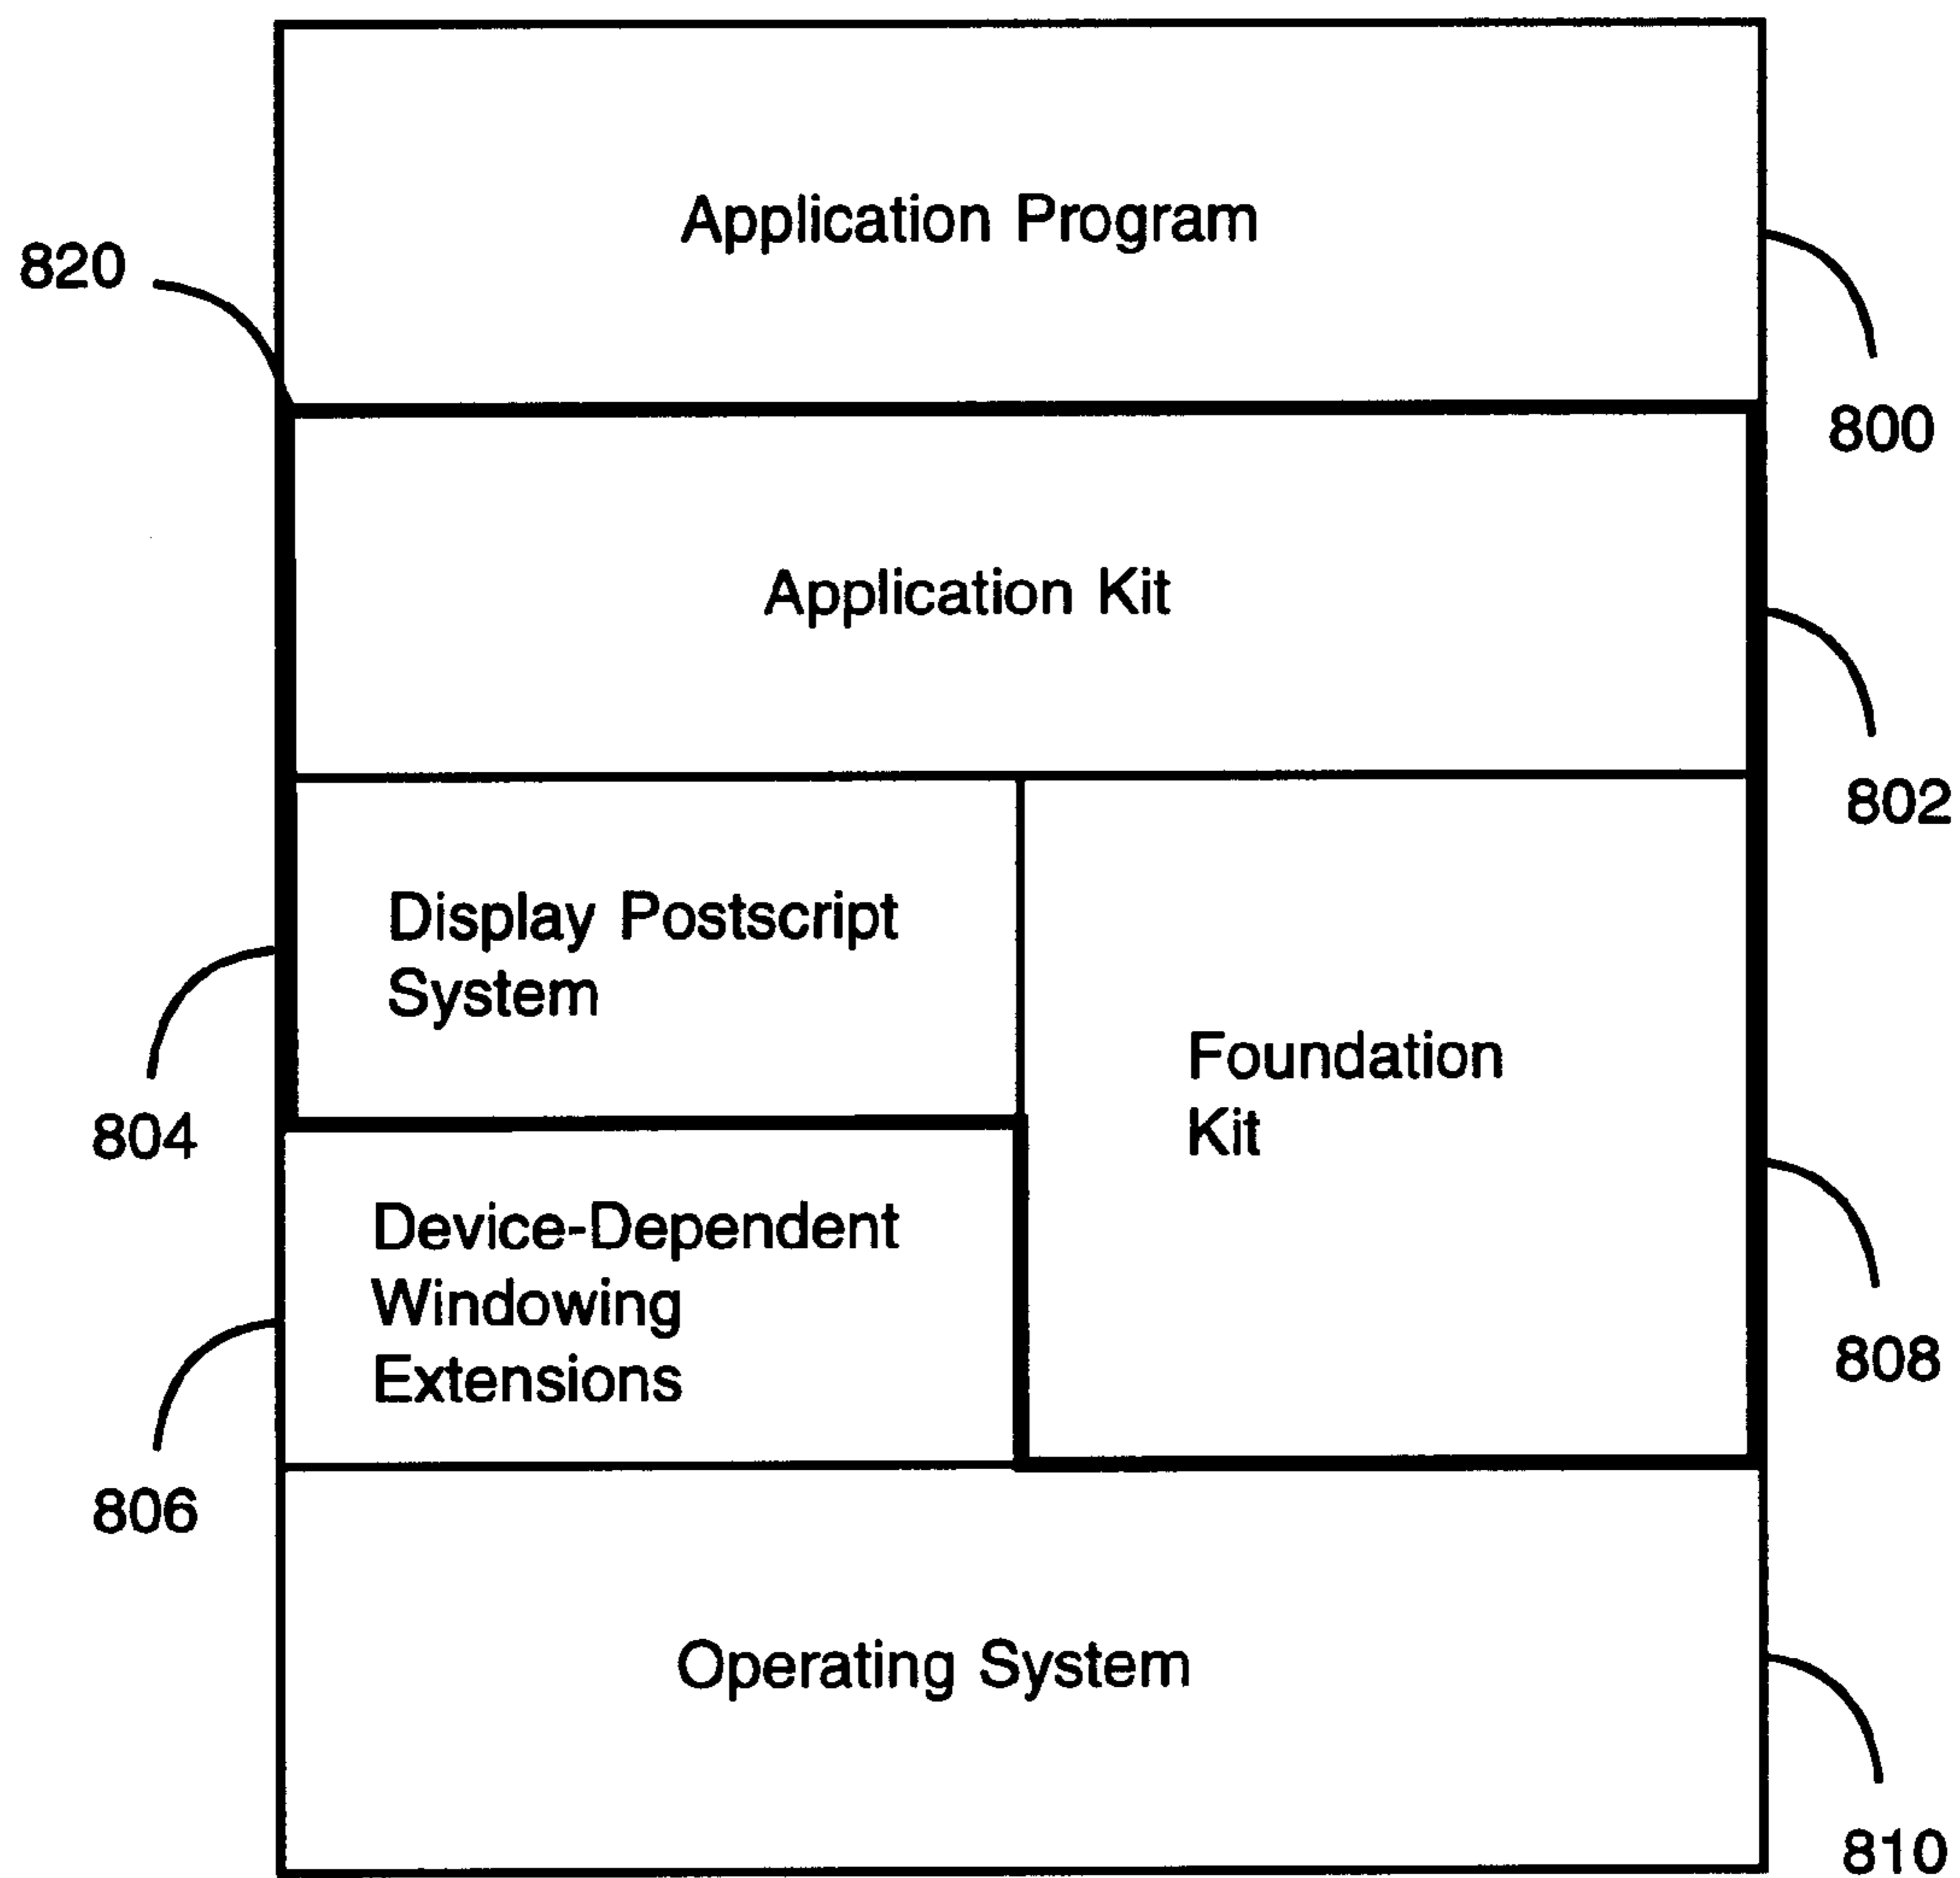 Application Program
820
800
Application Kit
802
Display Postscript
System
804
Foundation
Kit
808
Device-Dependent
Windowing
Extensions
806
Operating System
810